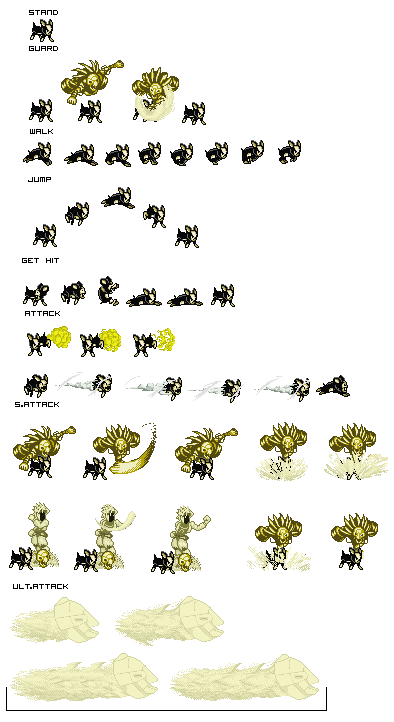 STAND
GUARD
WALK
JUMP
GET HIT
ATTACK
S.ATTACK
ULT.ATTACK